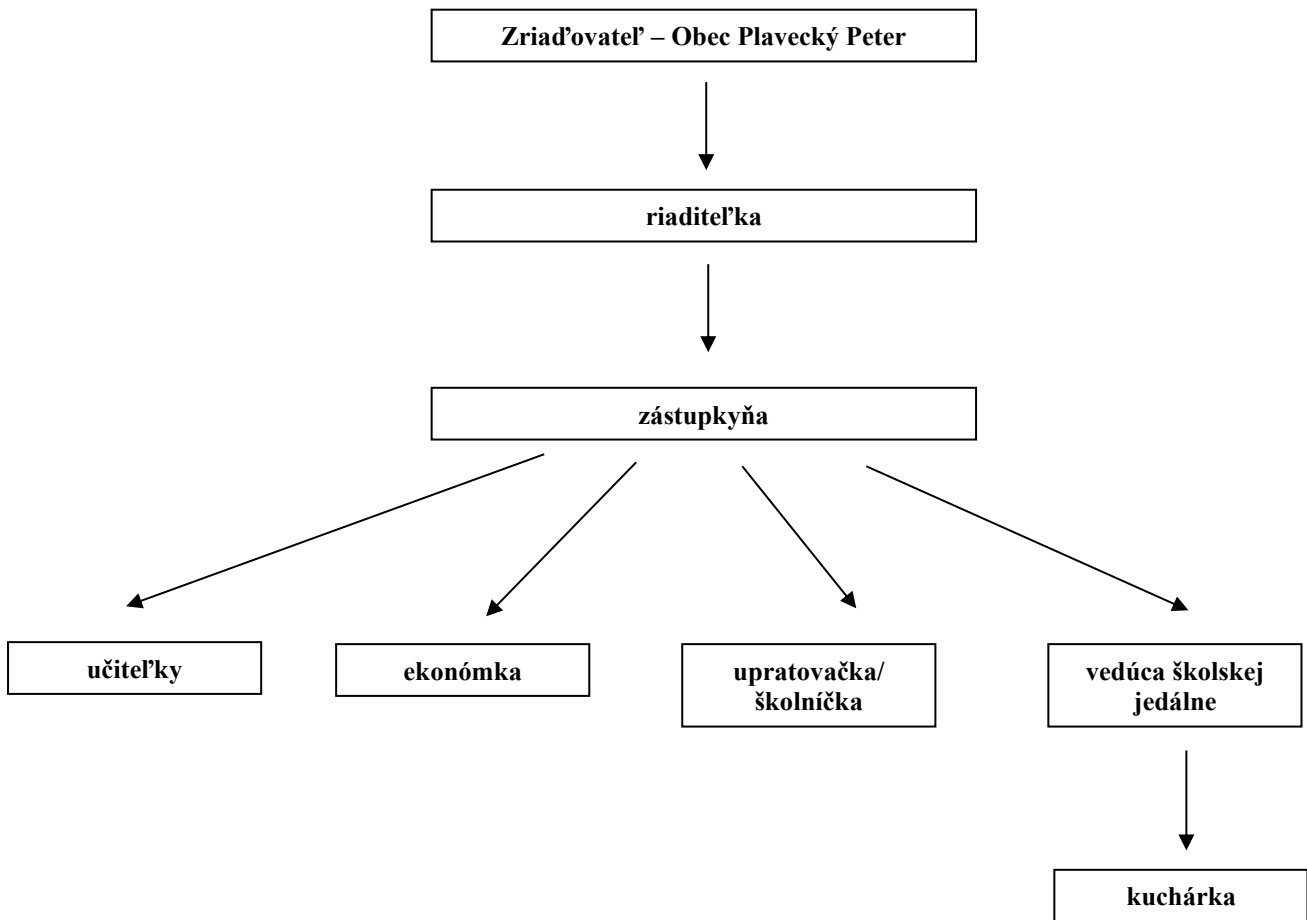 Zriaďovateľ – Obec Plavecký Peter
riaditeľka
zástupkyňa
učiteľky
ekonómka
upratovačka/
školníčka
vedúca školskej
jedálne
kuchárka